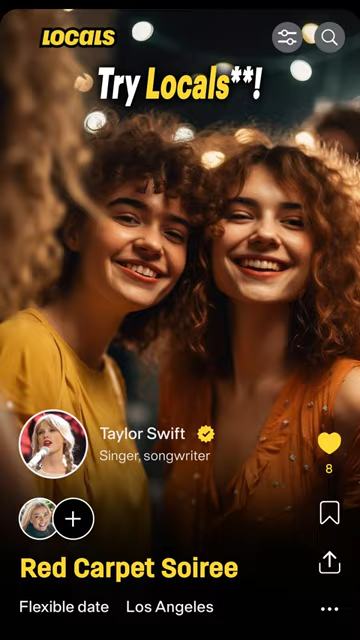 LOCALS
Try Locals**!
Taylor Swift
Singer, songwriter
8
Red Carpet Soiree
Flexible date Los Angeles